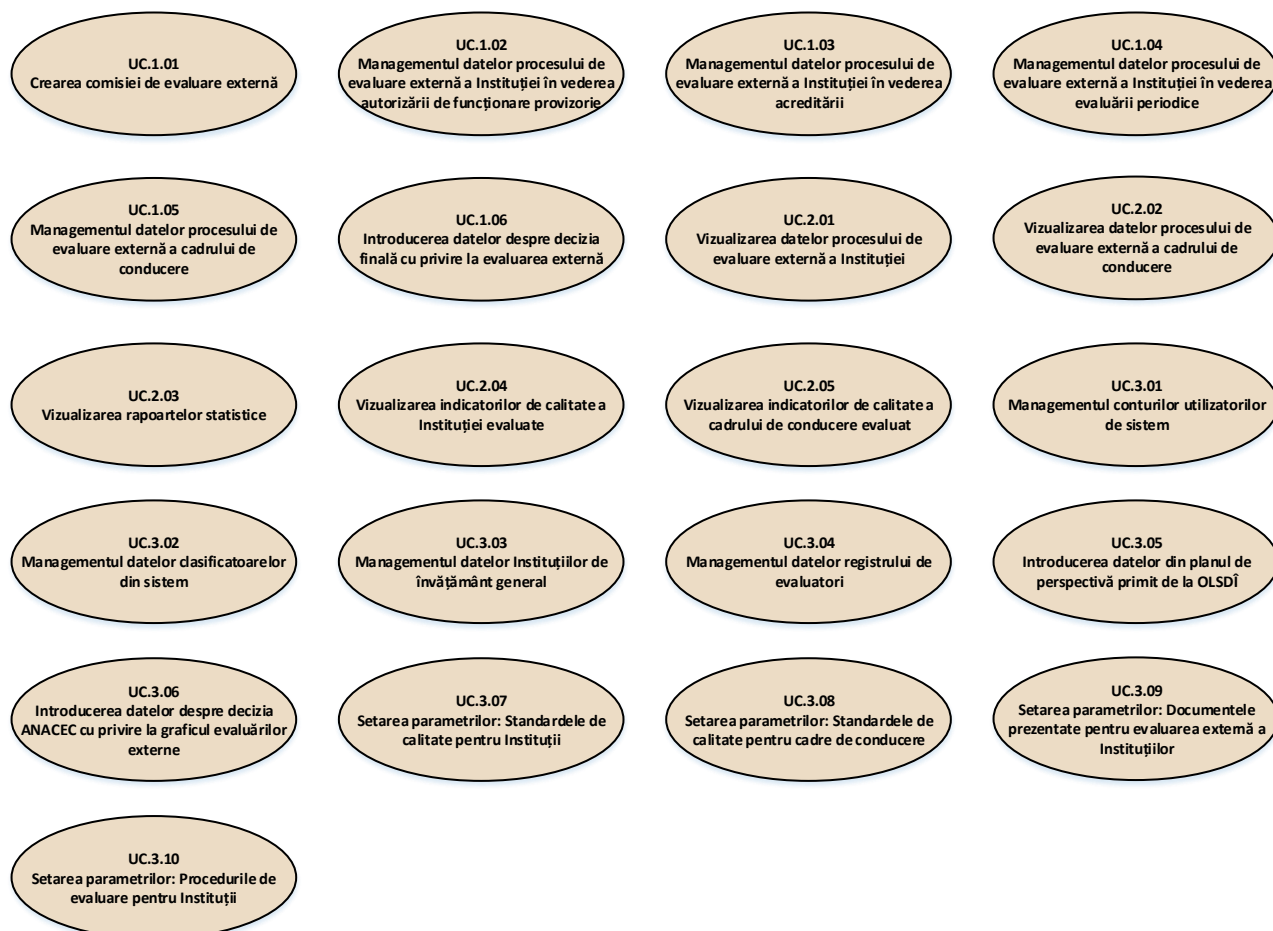 UC.1.01
Crearea comisiei de evaluare externă
UC.1.02
Managementul datelor procesului de
evaluare externă a Instituției în vederea
autorizării de funcționare provizorie
UC.1.03
Managementul datelor procesului de
evaluare externă a Instituției în vederea
acreditării
UC.1.04
Managementul datelor procesului de
evaluare externă a Instituției în vederea
evaluării periodice
UC.1.05
Managementul datelor procesului de
evaluare externă a cadrului de
conducere
UC.1.06
Introducerea datelor despre decizia
finală cu privire la evaluarea externă
UC.2.01
Vizualizarea datelor procesului de
evaluare externă a Instituției
UC.2.02
Vizualizarea datelor procesului de
evaluare externă a cadrului de
conducere
UC.2.03
Vizualizarea rapoartelor statistice
UC.2.04
Vizualizarea indicatorilor de calitate a
Instituției evaluate
UC.2.05
Vizualizarea indicatorilor de calitate a
cadrului de conducere evaluat
UC.3.01
Managementul conturilor utilizatorilor
de sistem
UC.3.02
Managementul datelor clasificatoarelor
din sistem
UC.3.03
Managementul datelor Instituțiilor de
învățământ general
UC.3.04
Managementul datelor registrului de
evaluatori
UC.3.05
Introducerea datelor din planul de
perspectivă primit de la OLSDÎ
UC.3.06
Introducerea datelor despre decizia
ANACEC cu privire la graficul evaluărilor
externe
UC.3.07
Setarea parametrilor: Standardele de
calitate pentru Instituții
UC.3.08
Setarea parametrilor: Standardele de
calitate pentru cadre de conducere
UC.3.09
Setarea parametrilor: Documentele
prezentate pentru evaluarea externă a
Instituțiilor
UC.3.10
Setarea parametrilor: Procedurile de
evaluare pentru Instituții